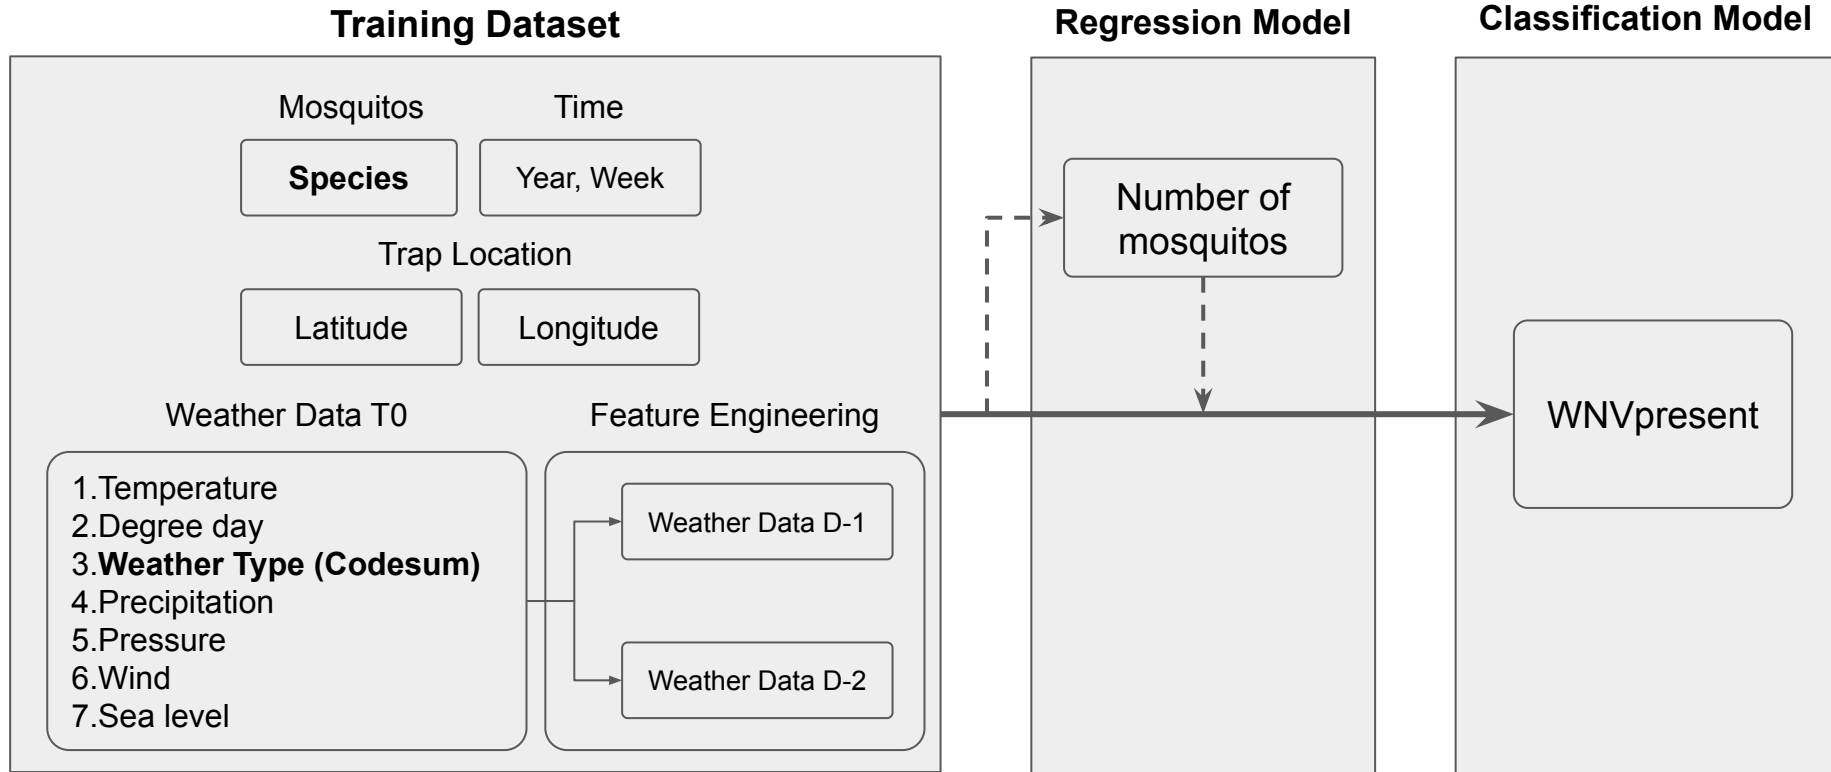 Training Dataset
Mosquitos
Time
Species
Year, Week
Trap Location
Latitude
Longitude
Weather Data T0
Feature Engineering
1.Temperature
2.Degree day
3.Weather Type (Codesum)
4.Precipitation
5.Pressure
6.Wind
7.Sea level
Weather Data D-1
Weather Data D-2
Regression Model
Number of
mosquitos
Classification Model
WNVpresent